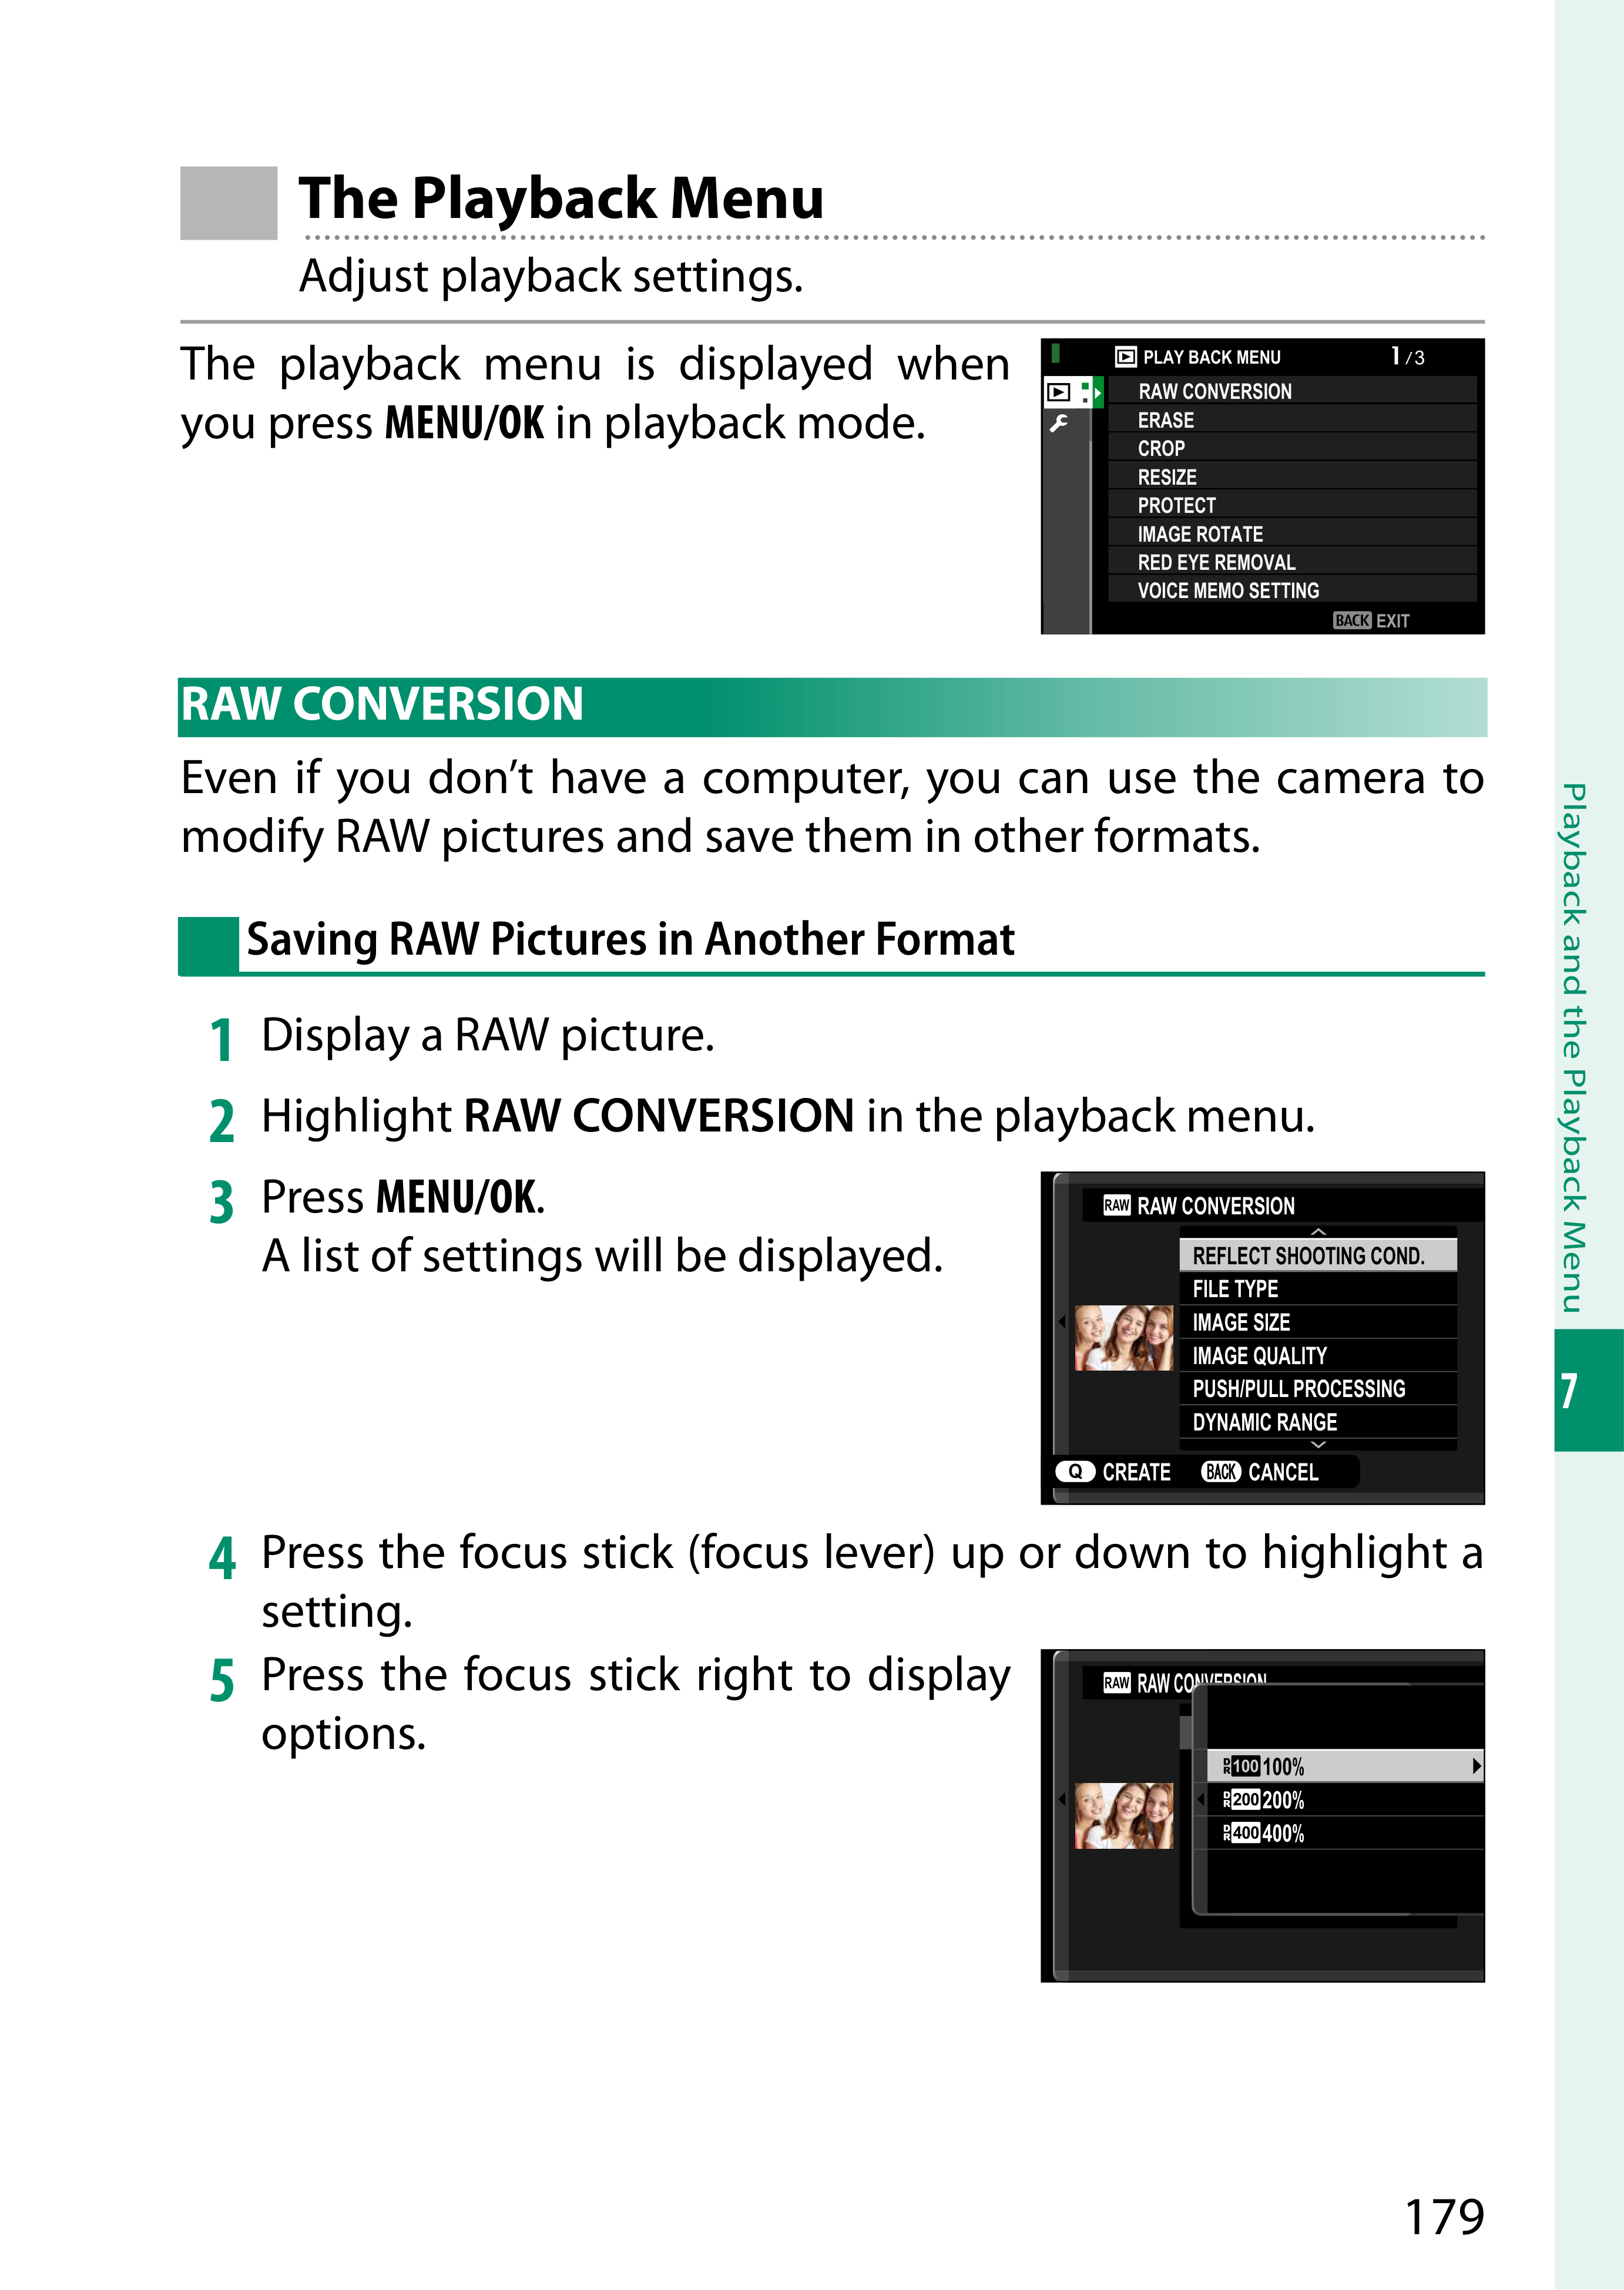 The Playback Menu
Adjust playback settings.
The playback menu is displayed when
you press MENU/OK in playback mode.
PLAY BACK MENU 1/3
RAW CONVERSION
ERASE
CROP
RESIZE
PROTECT
IMAGE ROTATE
RED EYE REMOVAL
VOICE MEMO SETTING
BACK EXIT
RAW CONVERSION
Even if you don’t have a computer, you can use the camera to
modify RAW pictures and save them in other formats.
Saving RAW Pictures in Another Format
1 Display a RAW picture.
2 Highlight RAW CONVERSION in the playback menu.
3 Press MENU/OK.
A list of settings will be displayed.
RAW RAW CONVERSION
REFLECT SHOOTING COND.
FILE TYPE
IMAGE SIZE
IMAGE QUALITY
PUSH/PULL PROCESSING
DYNAMIC RANGE
Q CREATE BACK CANCEL
4 Press the focus stick (focus lever) up or down to highlight a
setting.
5 Press the focus stick right to display
options.
RAW RAW CONVERSION
DR 100 100%
DR 200 200%
DR 400 400%
Playback and the Playback Menu
7
179